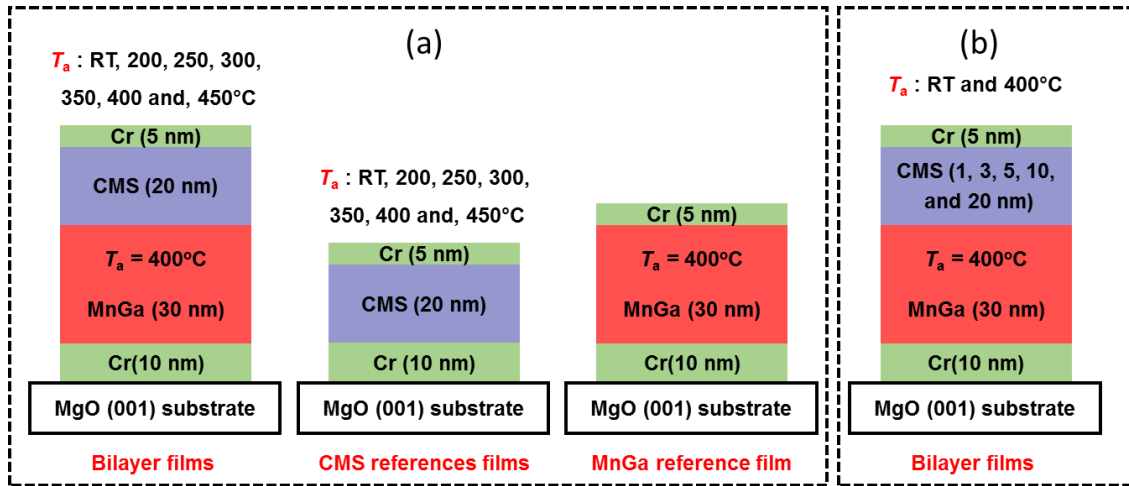 (a)
Tₐ : RT, 200, 250, 300,
350, 400 and, 450°C
Cr (5 nm)
CMS (20 nm)
Tₐ = 400°C
MnGa (30 nm)
Cr(10 nm)
MgO (001) substrate
Bilayer films
Tₐ : RT, 200, 250, 300,
350, 400 and, 450°C
Cr (5 nm)
CMS (20 nm)
Cr (10 nm)
MgO (001) substrate
CMS references films
Cr (5 nm)
Tₐ = 400°C
MnGa (30 nm)
Cr(10 nm)
MgO (001) substrate
MnGa reference film
(b)
Tₐ : RT and 400°C
Cr (5 nm)
CMS (1, 3, 5, 10,
and 20 nm)
Tₐ = 400°C
MnGa (30 nm)
Cr(10 nm)
MgO (001) substrate
Bilayer films